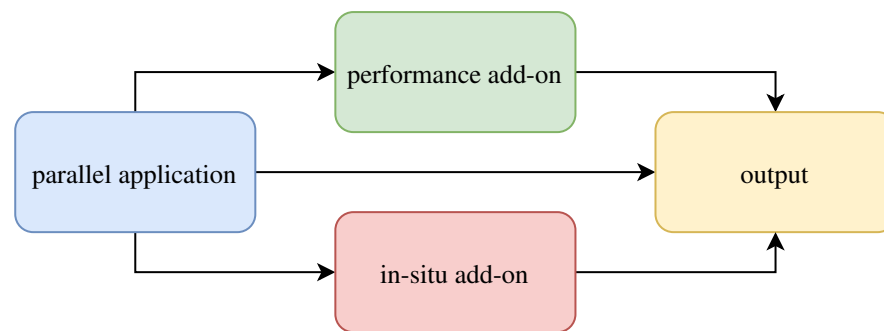 performance add-on
parallel application
output
in-situ add-on